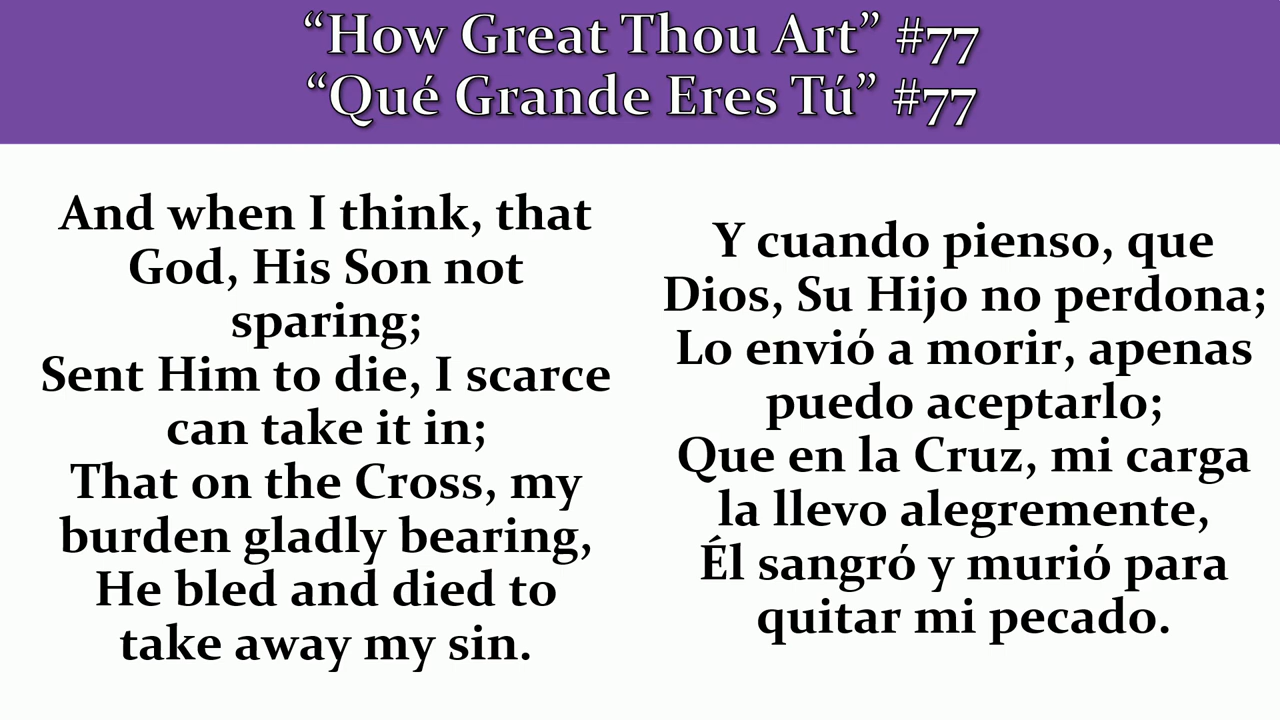 “How Great Thou Art” #77
“Qué Grande Eres Tú” #77
And when I think, that
God, His Son not
sparing;
Sent Him to die, I scarce
can take it in;
That on the Cross, my
burden gladly bearing,
He bled and died to
take away my sin.
Y cuando pienso, que
Dios, Su Hijo no perdona;
Lo envió a morir, apenas
puedo aceptarlo;
Que en la Cruz, mi carga
la llevo alegremente,
Él sangró y murió para
quitar mi pecado.